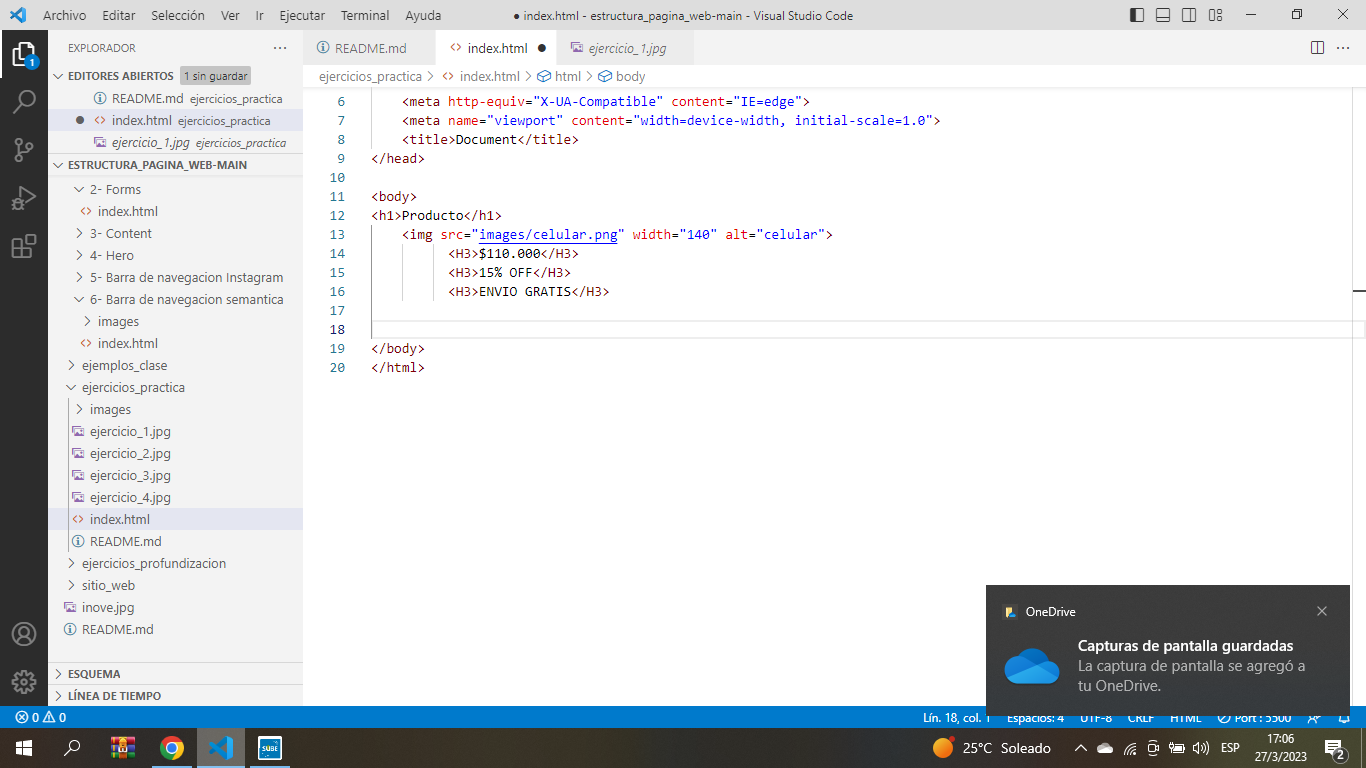 Archivo Editar Selección Ver Ir Ejecutar Terminal Ayuda ● index.html - estructura_pagina_web-main - Visual Studio Code
EXPLORADOR
EDITORES ABIERTOS 1 sin guardar
README.md ejercicios_practica
index.html ejercicios_practica
ejercicio_1.jpg ejercicios_practica
ESTRUCTURA_PAGINA_WEB-MAIN
2- Forms
index.html
3- Content
4- Hero
5- Barra de navegacion Instagram
6- Barra de navegacion semantica
images
index.html
ejemplos_clase
ejercicios_practica
images
ejercicio_1.jpg
ejercicio_2.jpg
ejercicio_3.jpg
ejercicio_4.jpg
index.html
README.md
ejercicios_profundizacion
sitio_web
inove.jpg
README.md
ESQUEMA
LÍNEA DE TIEMPO
1
README.md index.html ejercicio_1.jpg
ejercicios_practica > index.html > html > body
6 <meta http-equiv="X-UA-Compatible" content="IE=edge">
7 <meta name="viewport" content="width=device-width, initial-scale=1.0">
8 <title>Document</title>
9 </head>
10
11 <body>
12 <h1>Producto</h1>
13 <img src="images/celular.png" width="140" alt="celular">
14 <H3>$110.000</H3>
15 <H3>15% OFF</H3>
16 <H3>ENVIO GRATIS</H3>
17
18
19 </body>
20 </html>
OneDrive
Capturas de pantalla guardadas
La captura de pantalla se agregó a
tu OneDrive.
0 0 Lín. 18, col. 1 Espacios: 4 UTF-8 CRLF HTML Port : 5500
SUBE 25°C Soleado ESP 17:06
27/3/2023 2